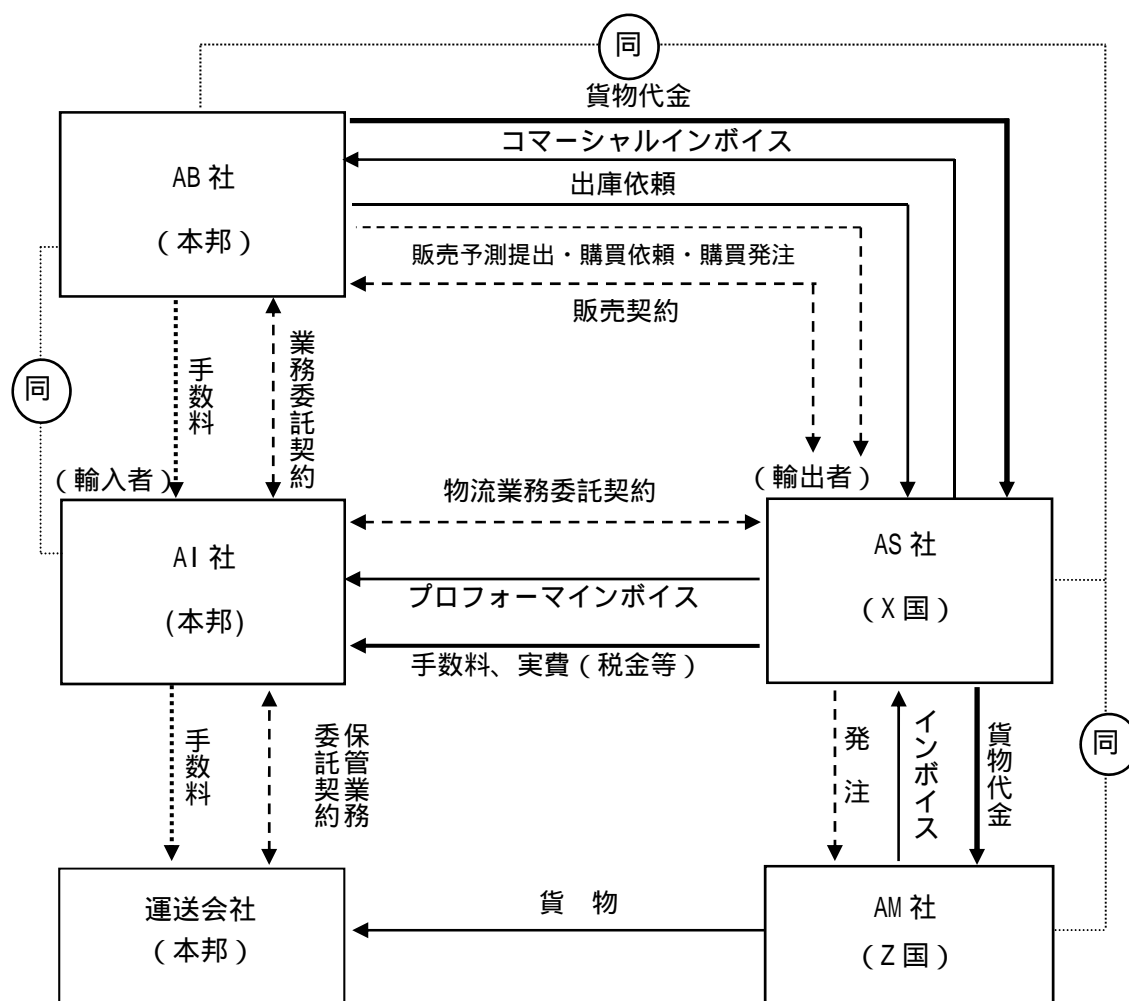 同
貨物代金
コマーシャルインボイス
出庫依頼
AB 社
(本邦)
販売予測提出・購買依頼・購買発注
販売契約
同
手数料
業務委託契約
(輸入者)
物流業務委託契約
(輸出者)
AI 社
(本邦)
プロフォーマインボイス
手数料、実費(税金等)
AS 社
(X国)
手数料
保管業務
委託契約
発 注
インボイス
貨物代金
同
運送会社
(本邦)
貨 物
AM 社
(Z国)